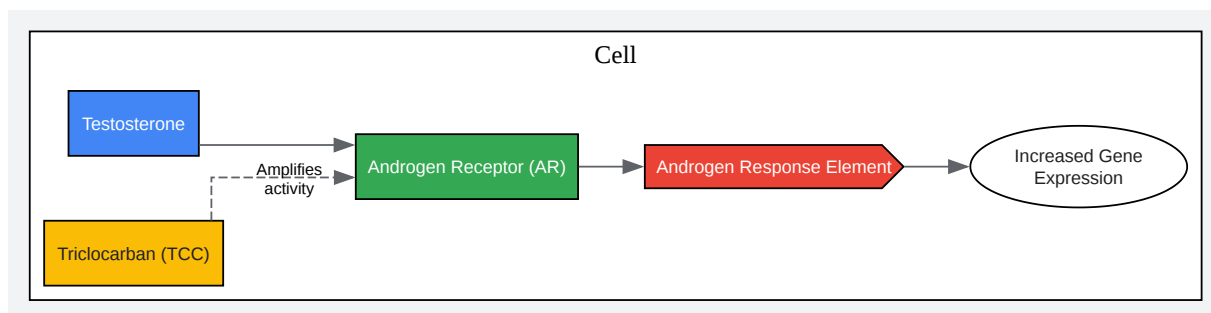 Cell
Testosterone
Amplifies
activity
Triclocarban (TCC)
Androgen Receptor (AR)
Androgen Response Element
Increased Gene
Expression